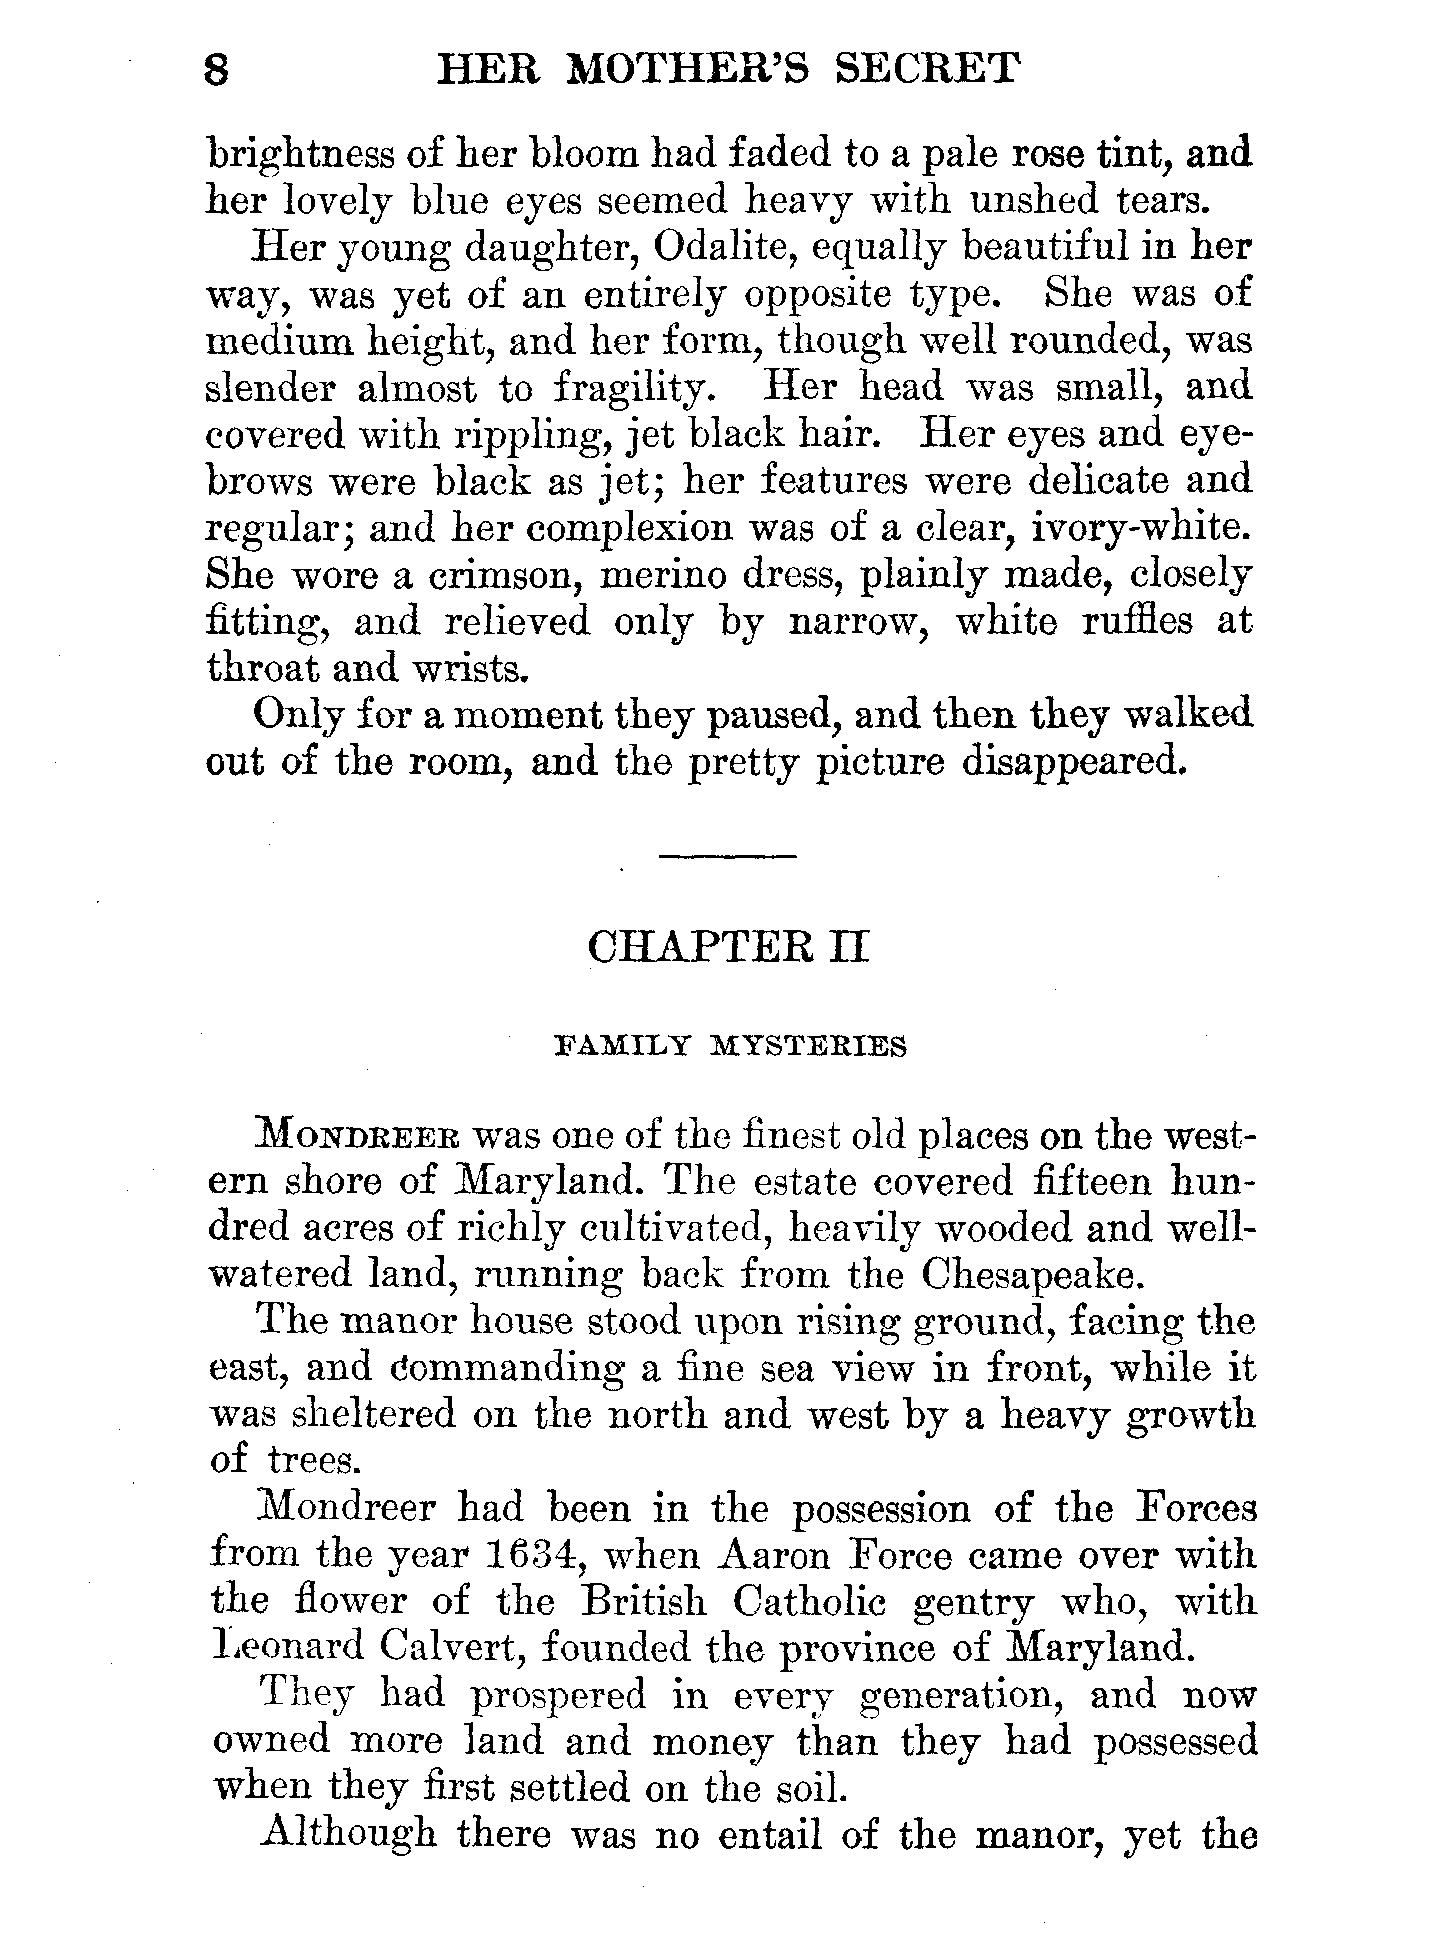 8 HER MOTHER'S SECRET
brightness of her bloom had faded to a pale rose tint, and
her lovely blue eyes seemed heavy with unshed tears.
Her young daughter, Odalite, equally beautiful in her
way, was yet of an entirely opposite type. She was of
medium height, and her form, though well rounded, was
slender almost to fragility. Her head was small, and
covered with rippling, jet black hair. Her eyes and eye-
brows were black as jet; her features were delicate and
regular; and her complexion was of a clear, ivory-white.
She wore a crimson, merino dress, plainly made, closely
fitting, and relieved only by narrow, white ruffles at
throat and wrists.
Only for a moment they paused, and then they walked
out of the room, and the pretty picture disappeared.
CHAPTER II
FAMILY MYSTERIES
MONDREER was one of the finest old places on the west-
ern shore of Maryland. The estate covered fifteen hun-
dred acres of richly cultivated, heavily wooded and well-
watered land, running back from the Chesapeake.
The manor house stood upon rising ground, facing the
east, and commanding a fine sea view in front, while it
was sheltered on the north and west by a heavy growth
of trees.
Mondreer had been in the possession of the Forces
from the year 1634, when Aaron Force came over with
the flower of the British Catholic gentry who, with
Leonard Calvert, founded the province of Maryland.
They had prospered in every generation, and now
owned more land and money than they had possessed
when they first settled on the soil.
Although there was no entail of the manor, yet the